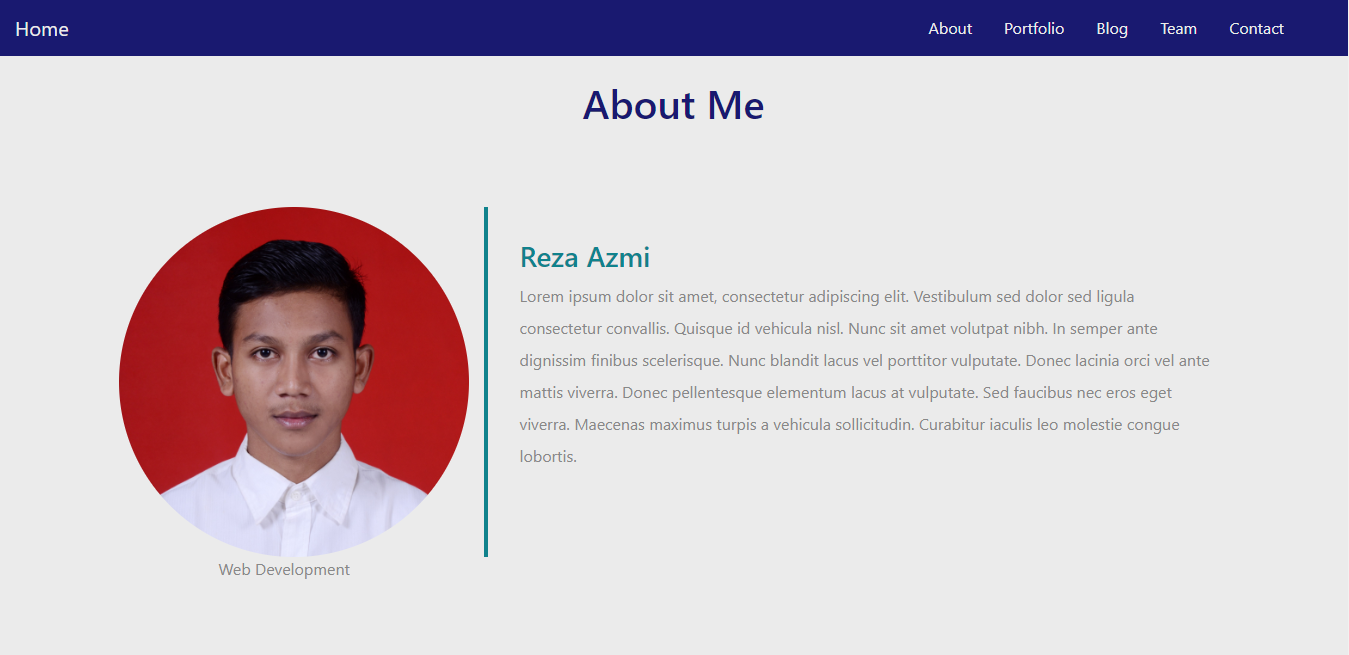 Home
About Portfolio Blog Team Contact
About Me
Reza Azmi
Lorem ipsum dolor sit amet, consectetur adipiscing elit. Vestibulum sed dolor sed ligula
consectetur convallis. Quisque id vehicula nisl. Nunc sit amet volutpat nibh. In semper ante
dignissim finibus scelerisque. Nunc blandit lacus vel porttitor vulputate. Donec lacinia orci vel ante
mattis viverra. Donec pellentesque elementum lacus at vulputate. Sed faucibus nec eros eget
viverra. Maecenas maximus turpis a vehicula sollicitudin. Curabitur iaculis leo molestie congue
lobortis.
Web Development